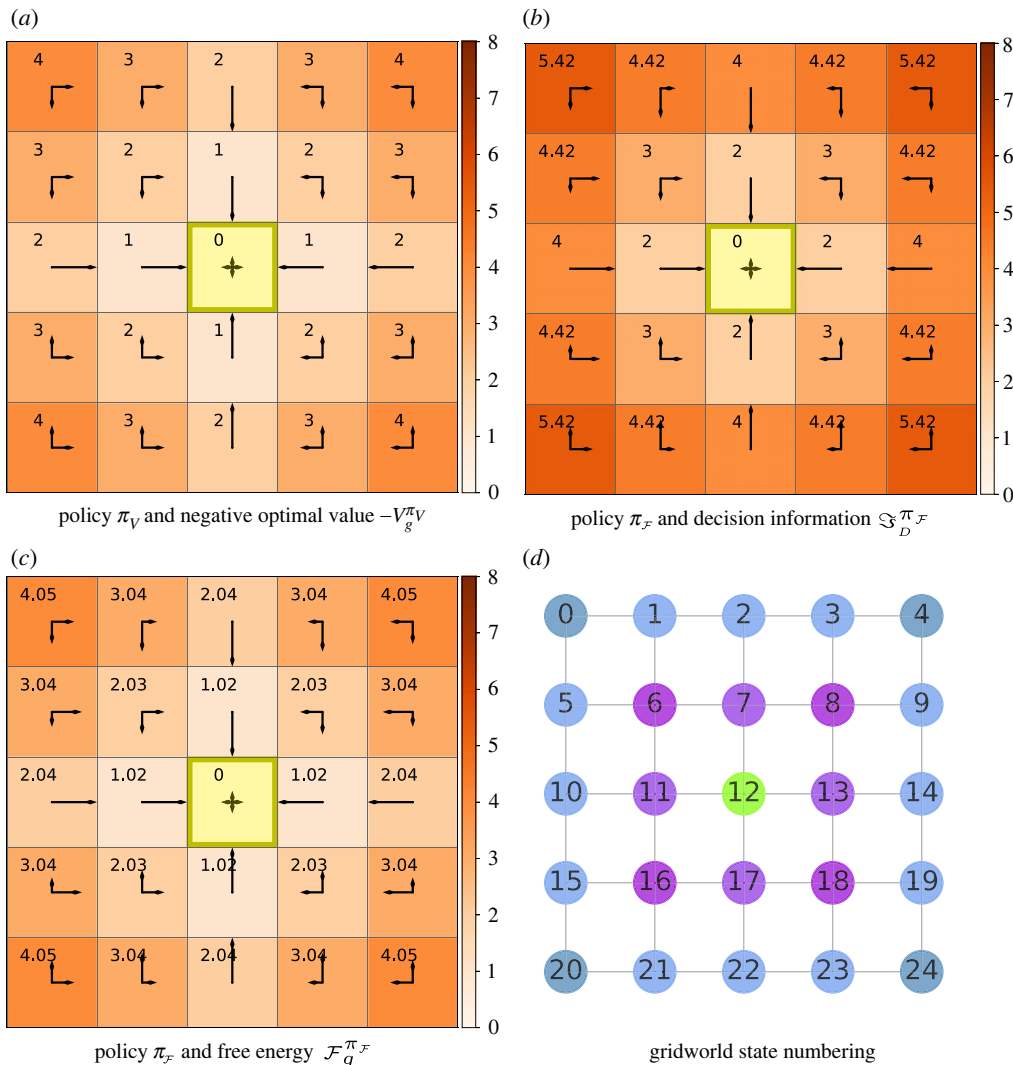 (a)
4 3 2 3 4
3 2 1 2 3
2 1 0 1 2
3 2 1 2 3
4 3 2 3 4
8
7
6
5
4
3
2
1
0
policy π_V and negative optimal value –V_g^{π_V}
(b)
5.42 4.42 4 4.42 5.42
4.42 3 2 3 4.42
4 2 0 2 4
4.42 3 2 3 4.42
5.42 4.42 4 4.42 5.42
8
7
6
5
4
3
2
1
0
policy π_ℱ and decision information ℑ_D^{π_ℱ}
(c)
4.05 3.04 2.04 3.04 4.05
3.04 2.03 1.02 2.03 3.04
2.04 1.02 0 1.02 2.04
3.04 2.03 1.02 2.03 3.04
4.05 3.04 2.04 3.04 4.05
8
7
6
5
4
3
2
1
0
policy π_ℱ and free energy ℱ_g^{π_ℱ}
(d)
0 1 2 3 4
5 6 7 8 9
10 11 12 13 14
15 16 17 18 19
20 21 22 23 24
gridworld state numbering